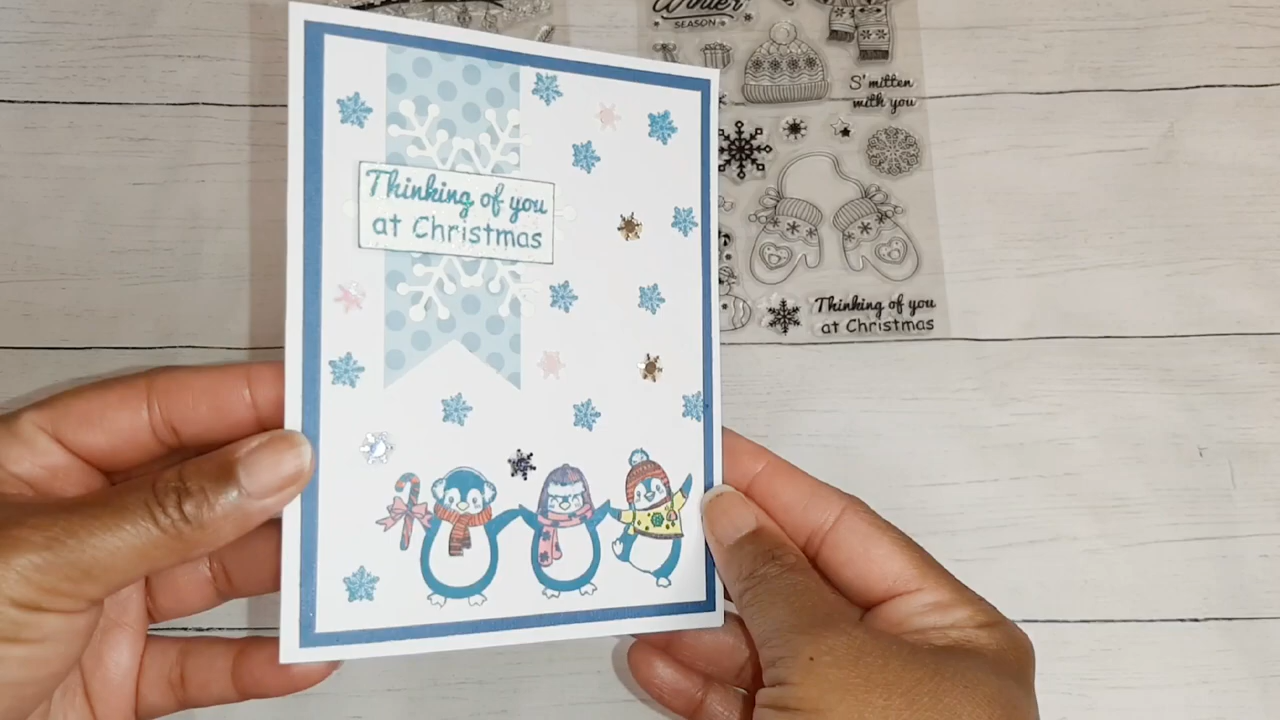 Thinking of you
at Christmas
Winter
SEASON
S'mitten
with you
Thinking of you
at Christmas